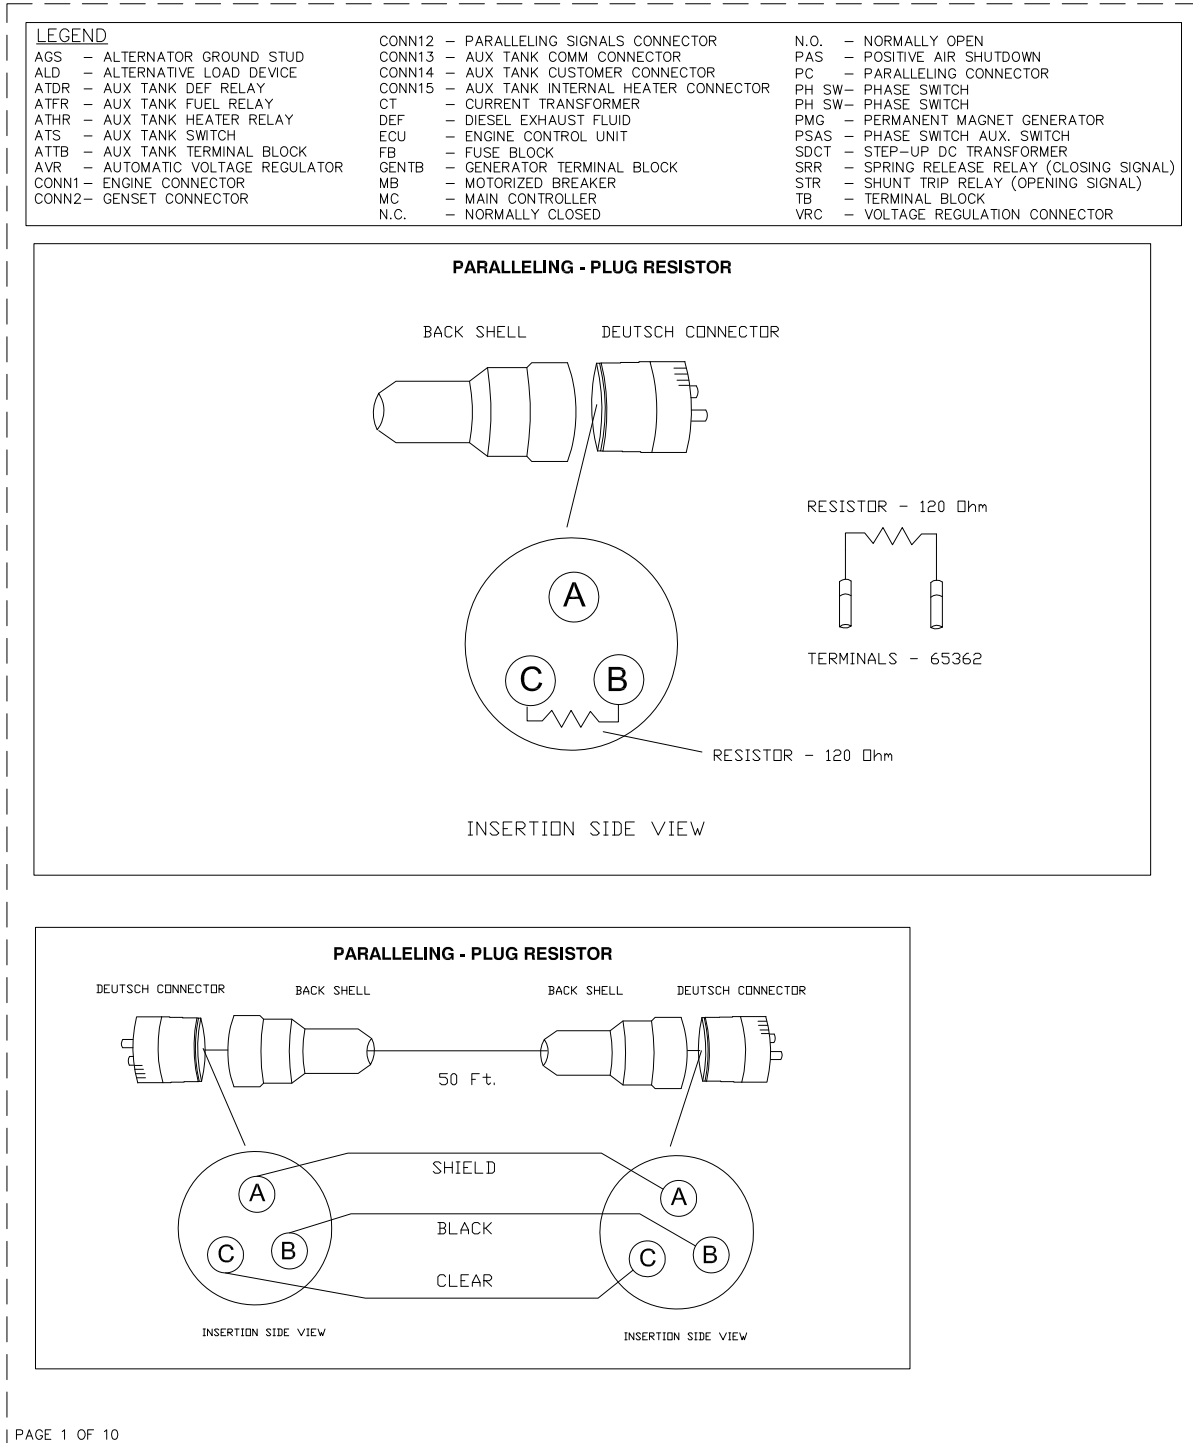 LEGEND
AGS – ALTERNATOR GROUND STUD
ALD – ALTERNATIVE LOAD DEVICE
ATDR – AUX TANK DEF RELAY
ATFR – AUX TANK FUEL RELAY
ATHR – AUX TANK HEATER RELAY
ATS – AUX TANK SWITCH
ATTB – AUX TANK TERMINAL BLOCK
AVR – AUTOMATIC VOLTAGE REGULATOR
CONN1– ENGINE CONNECTOR
CONN2– GENSET CONNECTOR
CONN12 – PARALLELING SIGNALS CONNECTOR
CONN13 – AUX TANK COMM CONNECTOR
CONN14 – AUX TANK CUSTOMER CONNECTOR
CONN15 – AUX TANK INTERNAL HEATER CONNECTOR
CT – CURRENT TRANSFORMER
DEF – DIESEL EXHAUST FLUID
ECU – ENGINE CONTROL UNIT
FB – FUSE BLOCK
GENTB – GENERATOR TERMINAL BLOCK
MB – MOTORIZED BREAKER
MC – MAIN CONTROLLER
N.C. – NORMALLY CLOSED
N.O. – NORMALLY OPEN
PAS – POSITIVE AIR SHUTDOWN
PC – PARALLELING CONNECTOR
PH SW– PHASE SWITCH
PH SW– PHASE SWITCH
PMG – PERMANENT MAGNET GENERATOR
PSAS – PHASE SWITCH AUX. SWITCH
SDCT – STEP–UP DC TRANSFORMER
SRR – SPRING RELEASE RELAY (CLOSING SIGNAL)
STR – SHUNT TRIP RELAY (OPENING SIGNAL)
TB – TERMINAL BLOCK
VRC – VOLTAGE REGULATION CONNECTOR
PARALLELING - PLUG RESISTOR
BACK SHELL DEUTSCH CONNECTOR
RESISTOR - 120 Ohm
A
C B
TERMINALS - 65362
RESISTOR - 120 Ohm
INSERTION SIDE VIEW
PARALLELING - PLUG RESISTOR
DEUTSCH CONNECTOR BACK SHELL BACK SHELL DEUTSCH CONNECTOR
50 Ft.
SHIELD
A A
BLACK
C B C B
CLEAR
INSERTION SIDE VIEW INSERTION SIDE VIEW
PAGE 1 OF 10